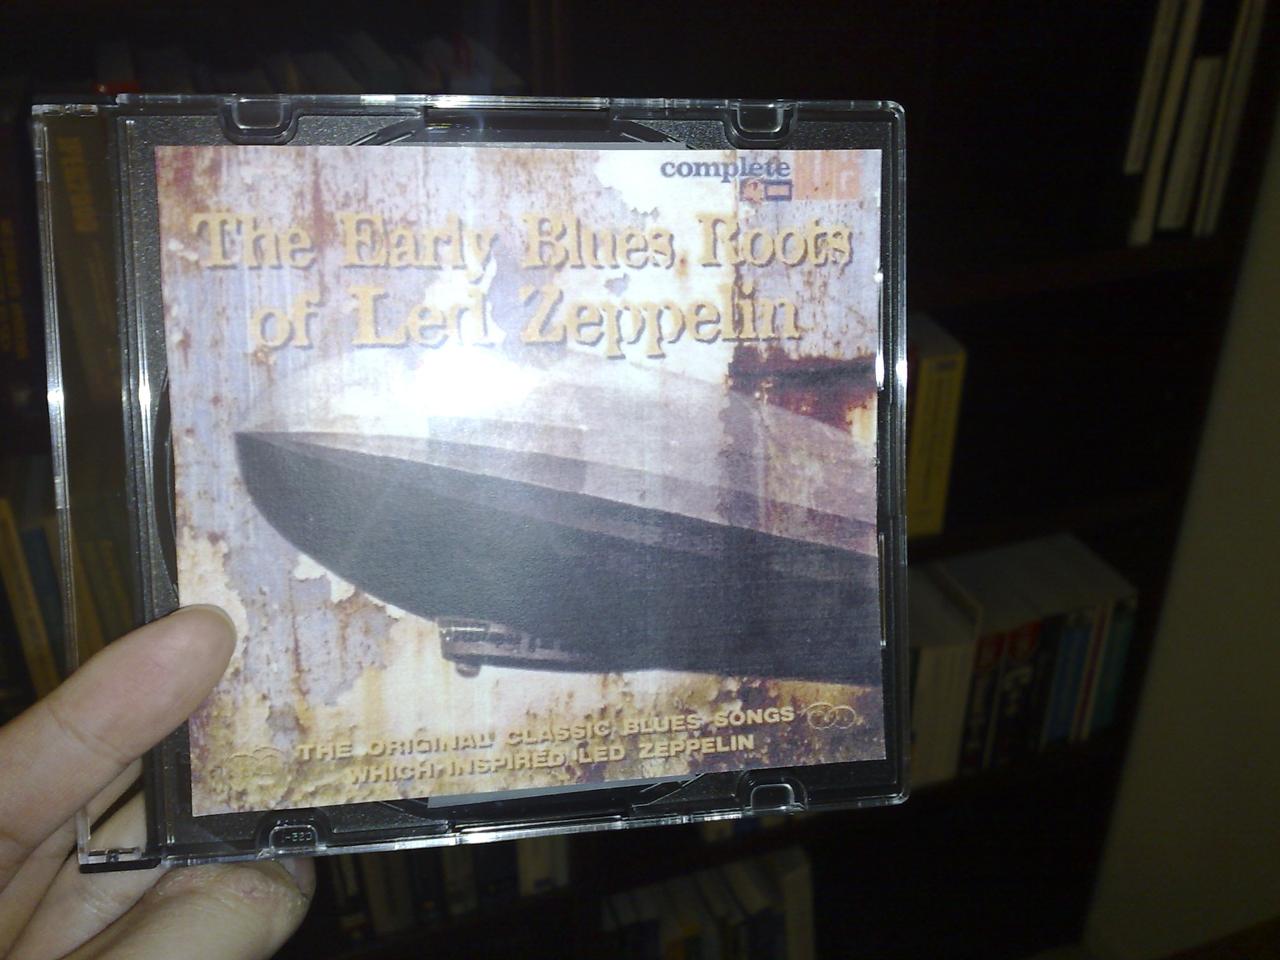 complete
The Early Blues Roots
of Led Zeppelin
THE ORIGINAL CLASSIC BLUES SONGS
WHICH INSPIRED LED ZEPPELIN